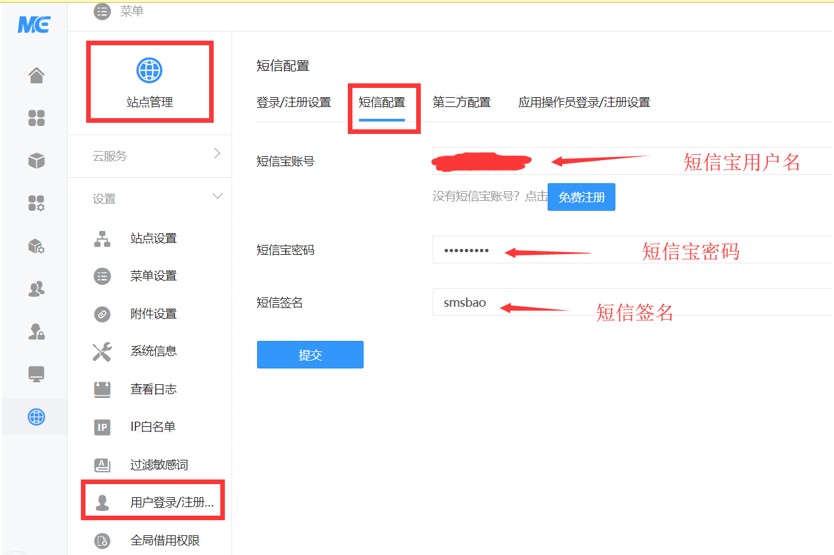 MCE
菜单
站点管理
云服务
设置
站点设置
菜单设置
附件设置
系统信息
查看日志
IP
IP白名单
过滤敏感词
用户登录/注册...
全局借用权限
短信配置
登录/注册设置 短信配置 第三方配置 应用操作员登录/注册设置
短信宝账号
短信宝用户名
没有短信宝账号？点击 免费注册
短信宝密码 •••••••••
短信宝密码
短信签名 smsbao
短信签名
提交